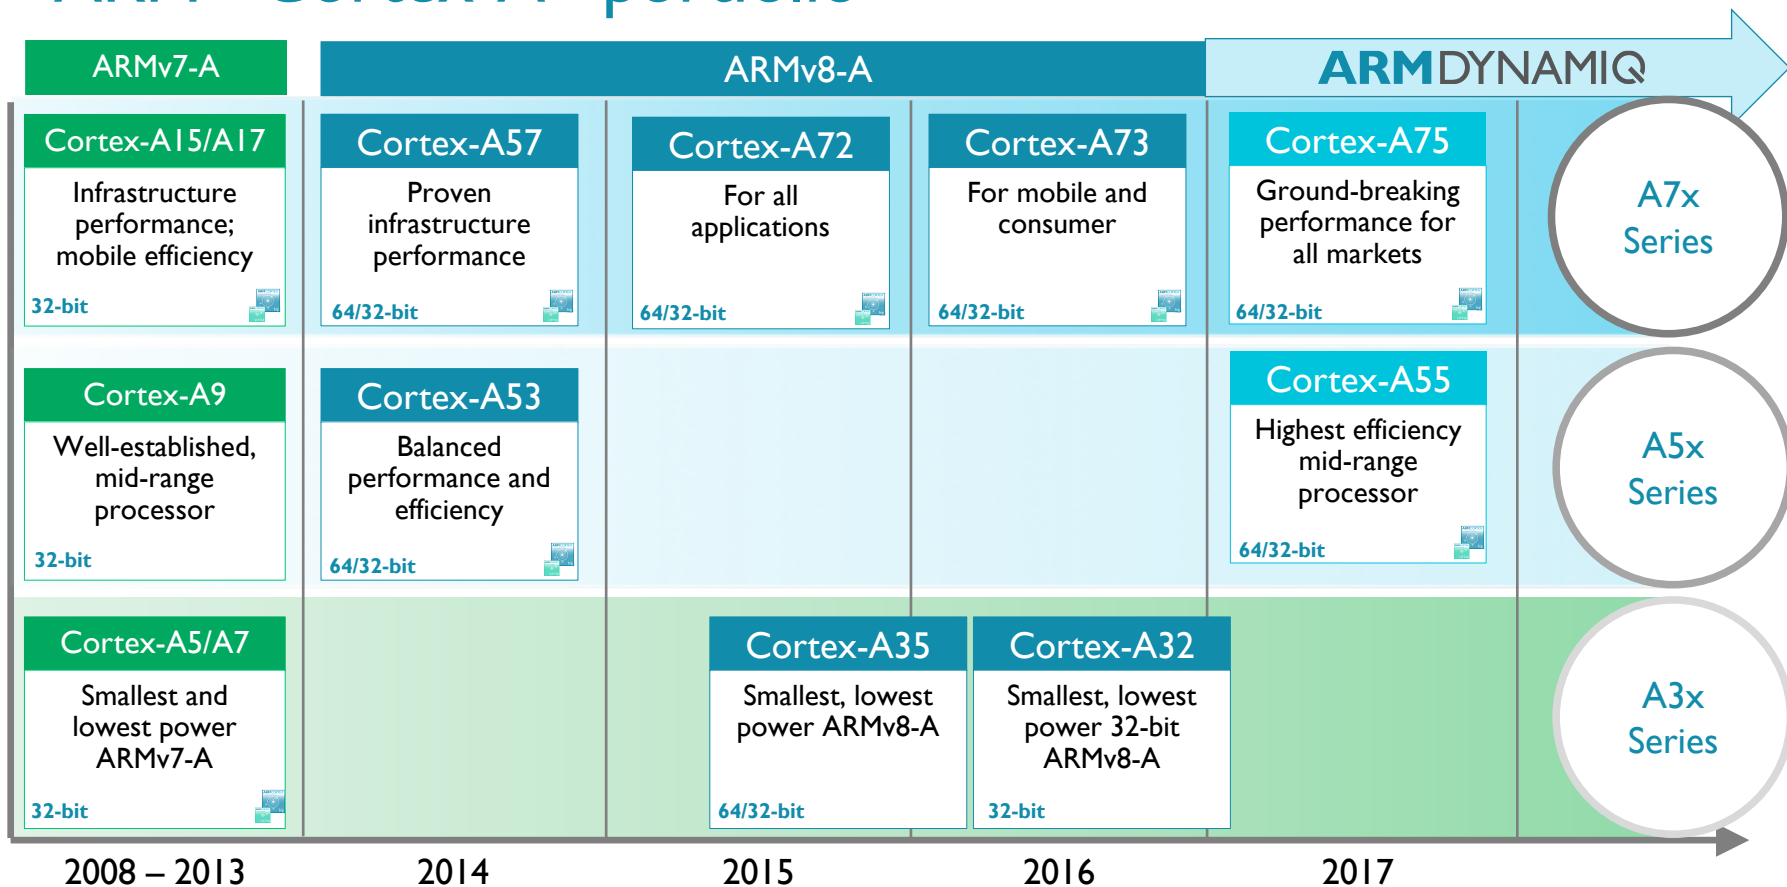 ARM Cortex-A portfolio
ARMv7-A
ARMv8-A
ARMDYNAMIQ
Cortex-A15/A17
Infrastructure
performance;
mobile efficiency
32-bit
Cortex-A57
Proven
infrastructure
performance
64/32-bit
Cortex-A72
For all
applications
64/32-bit
Cortex-A73
For mobile and
consumer
64/32-bit
Cortex-A75
Ground-breaking
performance for
all markets
64/32-bit
A7x
Series
Cortex-A9
Well-established,
mid-range
processor
32-bit
Cortex-A53
Balanced
performance and
efficiency
64/32-bit
Cortex-A55
Highest efficiency
mid-range
processor
64/32-bit
A5x
Series
Cortex-A5/A7
Smallest and
lowest power
ARMv7-A
32-bit
Cortex-A35
Smallest, lowest
power ARMv8-A
64/32-bit
Cortex-A32
Smallest, lowest
power 32-bit
ARMv8-A
32-bit
A3x
Series
2008 – 2013
2014
2015
2016
2017